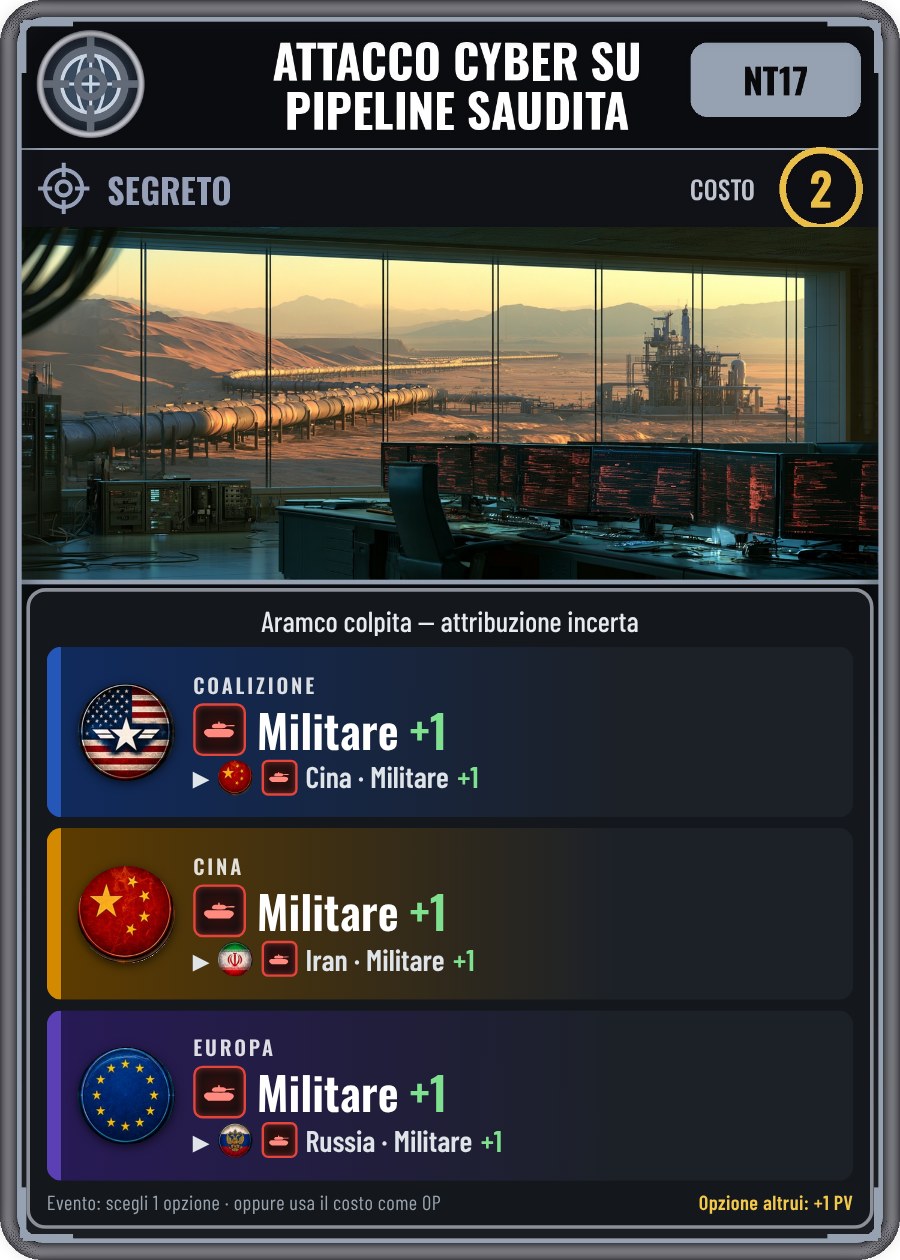 ATTACCO CYBER SU
PIPELINE SAUDITA
NT17
SEGRETO
COSTO
2
Aramco colpita — attribuzione incerta
COALIZIONE
Militare +1
▶ Cina · Militare +1
CINA
Militare +1
▶ Iran · Militare +1
EUROPA
Militare +1
▶ Russia · Militare +1
Evento: scegli 1 opzione · oppure usa il costo come OP
Opzione altrui: +1 PV